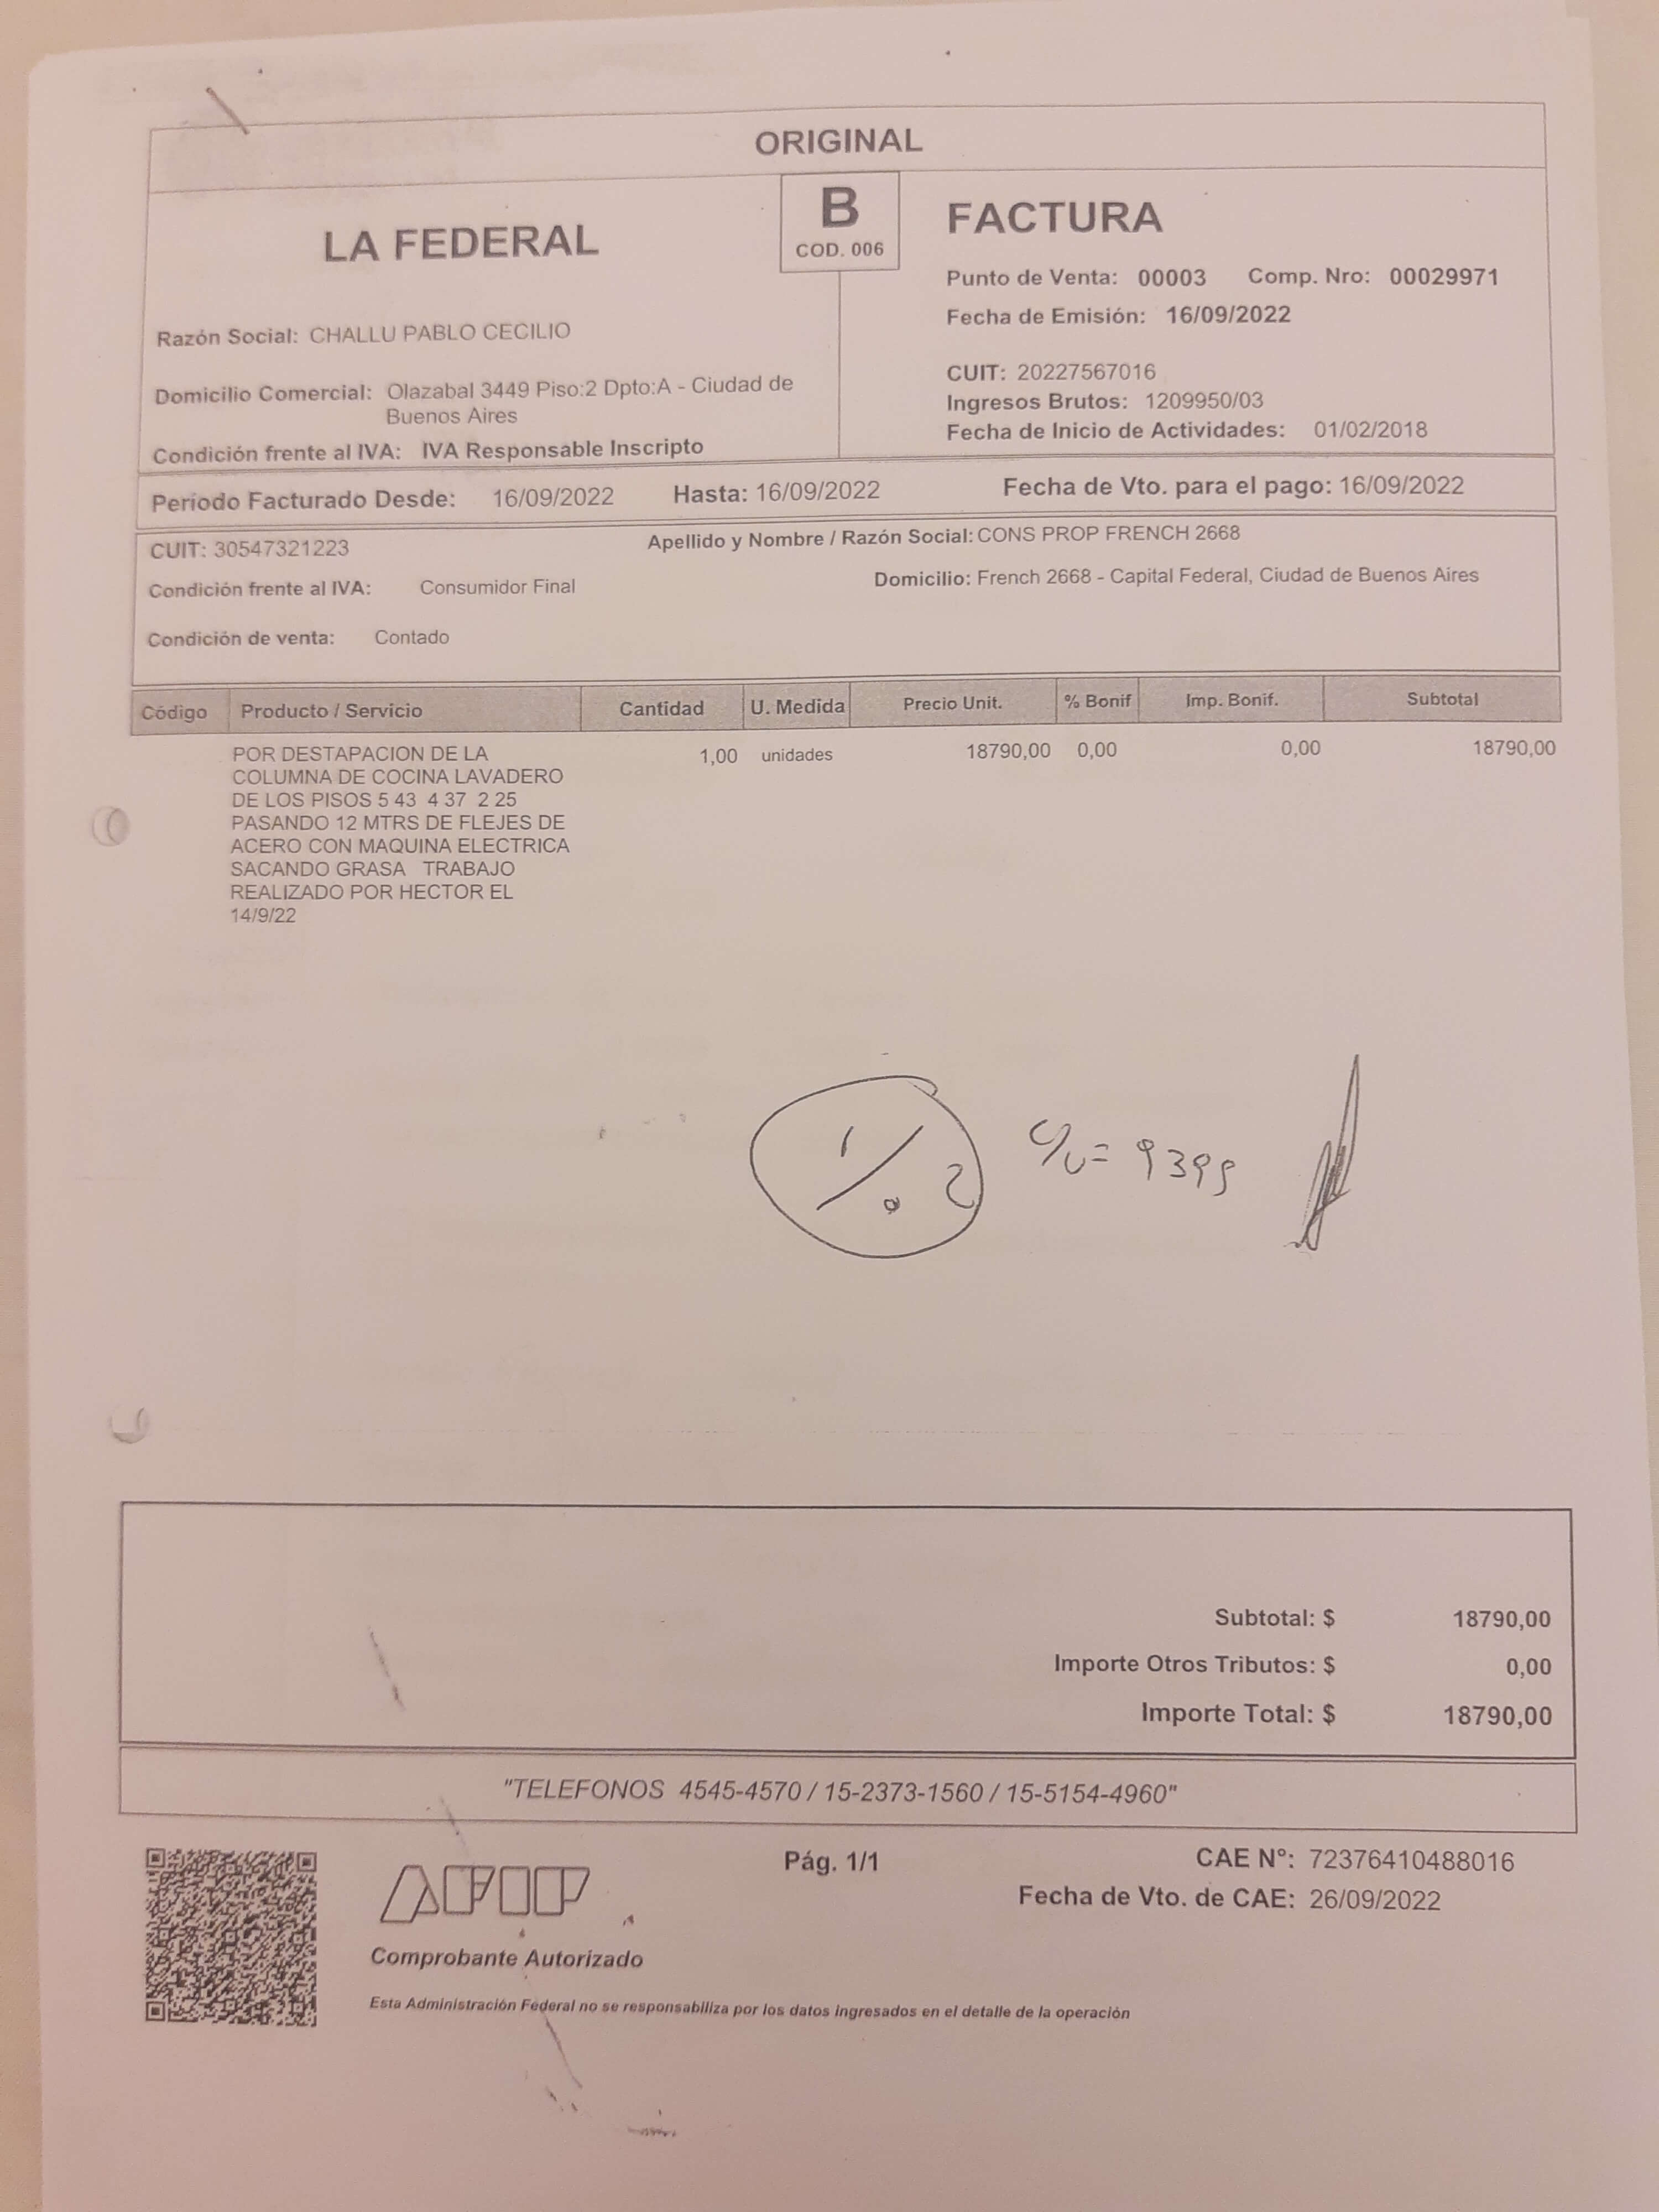 ORIGINAL
B
COD. 006
LA FEDERAL
FACTURA
Punto de Venta: 00003 Comp. Nro: 00029971
Fecha de Emisión: 16/09/2022
Razón Social: CHALLU PABLO CECILIO
CUIT: 20227567016
Domicilio Comercial: Olazabal 3449 Piso:2 Dpto:A - Ciudad de
Buenos Aires
Ingresos Brutos: 1209950/03
Condición frente al IVA: IVA Responsable Inscripto
Fecha de Inicio de Actividades: 01/02/2018
Período Facturado Desde: 16/09/2022 Hasta: 16/09/2022 Fecha de Vto. para el pago: 16/09/2022
CUIT: 30547321223 Apellido y Nombre / Razón Social: CONS PROP FRENCH 2668
Condición frente al IVA: Consumidor Final Domicilio: French 2668 - Capital Federal, Ciudad de Buenos Aires
Condición de venta: Contado
Código Producto / Servicio Cantidad U. Medida Precio Unit. % Bonif Imp. Bonif. Subtotal
POR DESTAPACION DE LA 1,00 unidades 18790,00 0,00 0,00 18790,00
COLUMNA DE COCINA LAVADERO
DE LOS PISOS 5 43 4 37 2 25
PASANDO 12 MTRS DE FLEJES DE
ACERO CON MAQUINA ELECTRICA
SACANDO GRASA TRABAJO
REALIZADO POR HECTOR EL
14/9/22
1/.2 c/u= 9395
Subtotal: $ 18790,00
Importe Otros Tributos: $ 0,00
Importe Total: $ 18790,00
"TELEFONOS 4545-4570 / 15-2373-1560 / 15-5154-4960"
AFIP
Pág. 1/1
CAE N°: 72376410488016
Fecha de Vto. de CAE: 26/09/2022
Comprobante Autorizado
Esta Administración Federal no se responsabiliza por los datos ingresados en el detalle de la operación